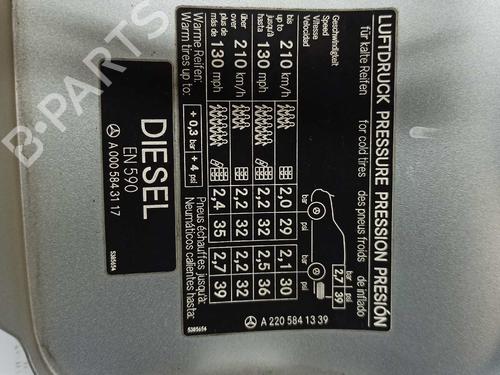 LUFTDRUCK PRESSURE PRESSION PRESIÓN
für kalte Reifen for cold tires des pneus froids de inflado
Geschwindigkeit
Speed
Vitesse
Velocidad
bar 2,7
psi 39
bis
up to
jusqu'à
hasta
210 km/h
130 mph
2,0 29 2,1 30
2,2 32 2,5 36
über
over
plus de
más de
210 km/h
130 mph
2,2 32 2,2 32
2,4 35 2,7 39
Warme Reifen:
Warm tires up to:
+ 0,3 bar + 4 psi
Pneus échauffés jusquà:
Neumáticos calientes hasta:
A 220 584 13 39
DIESEL
EN 590
A 000 584 31 17
B-Parts